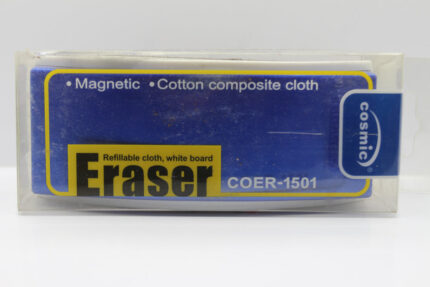 • Magnetic • Cotton composite cloth
cosmic
Refillable cloth, white board
Eraser
COER-1501